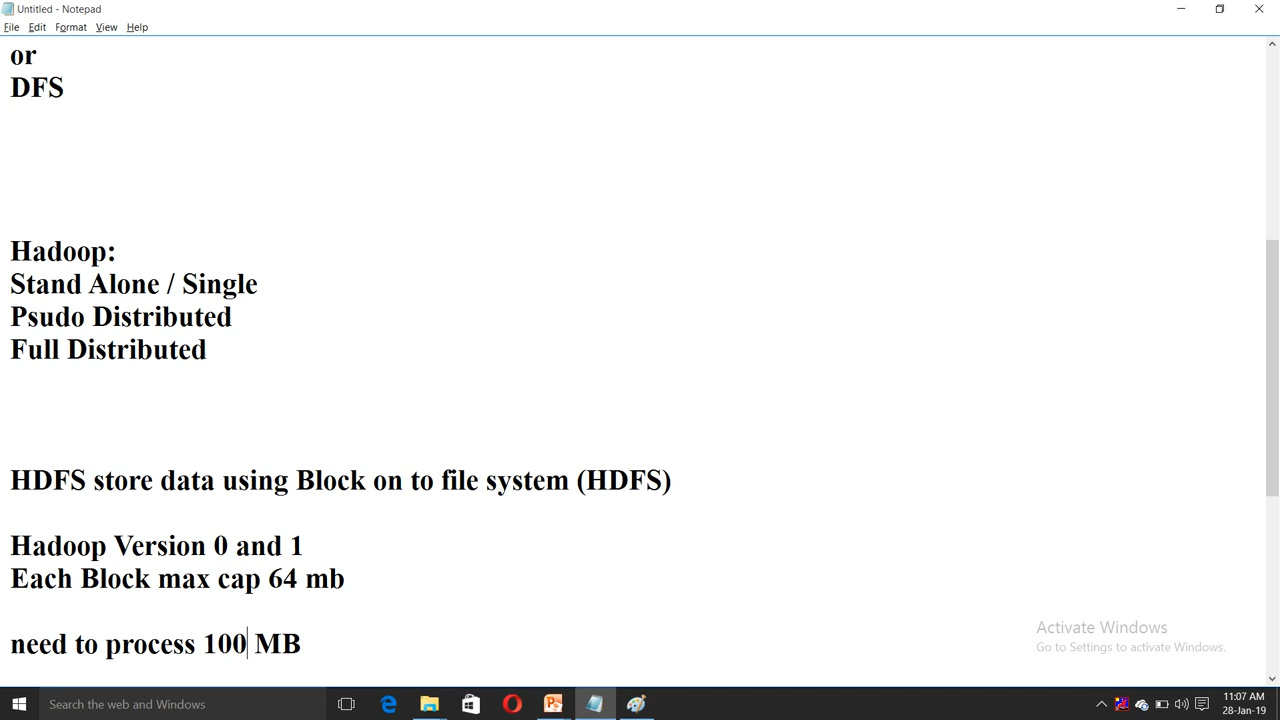 Untitled - Notepad
File Edit Format View Help
or
DFS
Hadoop:
Stand Alone / Single
Psudo Distributed
Full Distributed
HDFS store data using Block on to file system (HDFS)
Hadoop Version 0 and 1
Each Block max cap 64 mb
need to process 100 MB
Activate Windows
Go to Settings to activate Windows.
Search the web and Windows
11:07 AM
28-Jan-19